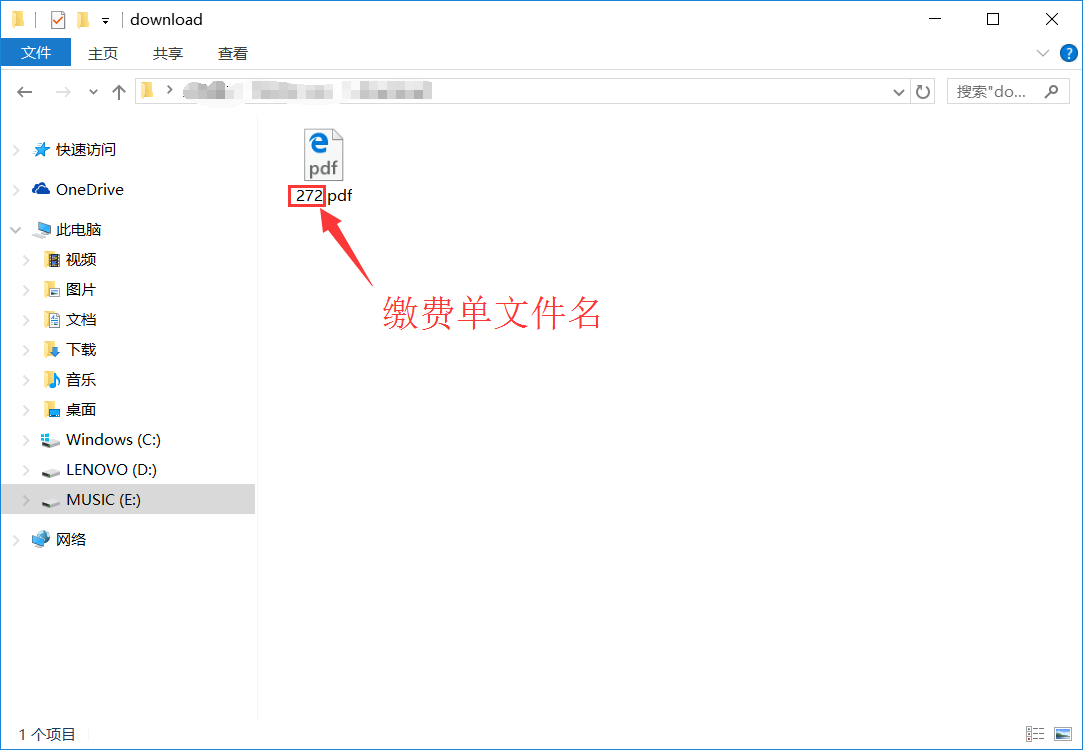 download
文件 主页 共享 查看
搜索"do...
快速访问
OneDrive
此电脑
视频
图片
文档
下载
音乐
桌面
Windows (C:)
LENOVO (D:)
MUSIC (E:)
网络
pdf
272.pdf
缴费单文件名
1 个项目